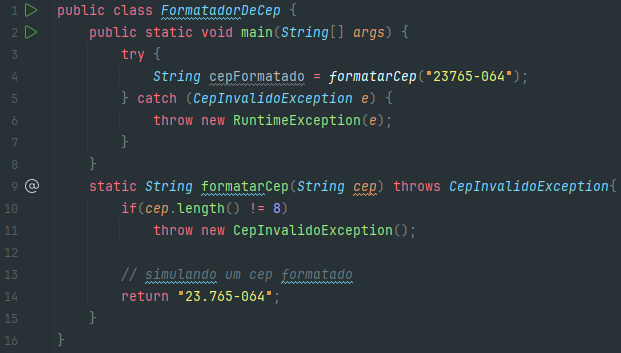 1 public class FormatadorDeCep {
2 public static void main(String[] args) {
3 try {
4 String cepFormatado = formatarCep("23765-064");
5 } catch (CepInvalidoException e) {
6 throw new RuntimeException(e);
7 }
8 }
9 @ static String formatarCep(String cep) throws CepInvalidoException{
10 if(cep.length() != 8)
11 throw new CepInvalidoException();
12
13 // simulando um cep formatado
14 return "23.765-064";
15 }
16 }